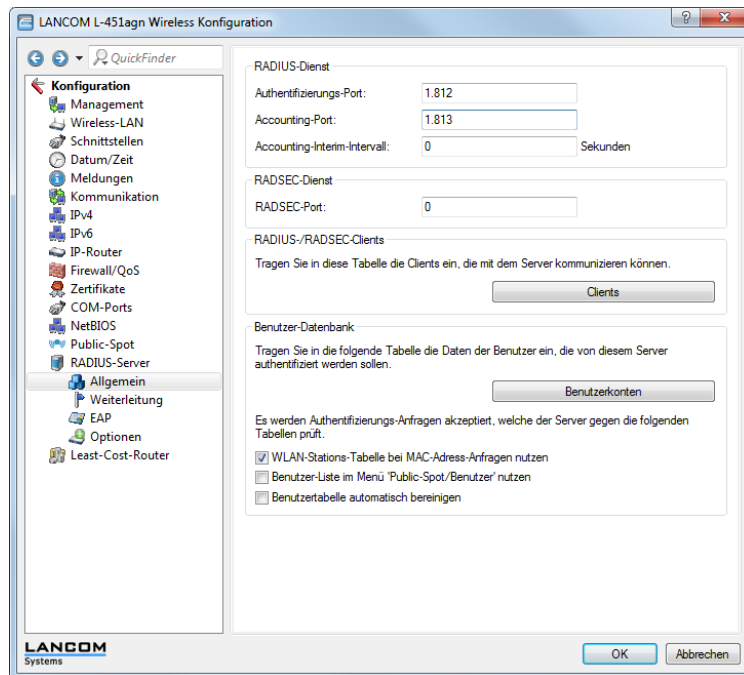 LANCOM L-451agn Wireless Konfiguration
QuickFinder
Konfiguration
Management
Wireless-LAN
Schnittstellen
Datum/Zeit
Meldungen
Kommunikation
IPv4
IPv6
IP-Router
Firewall/QoS
Zertifikate
COM-Ports
NetBIOS
Public-Spot
RADIUS-Server
Allgemein
Weiterleitung
EAP
Optionen
Least-Cost-Router
RADIUS-Dienst
Authentifizierungs-Port: 1.812
Accounting-Port: 1.813
Accounting-Interim-Intervall: 0 Sekunden
RADSEC-Dienst
RADSEC-Port: 0
RADIUS-/RADSEC-Clients
Tragen Sie in diese Tabelle die Clients ein, die mit dem Server kommunizieren können.
Clients
Benutzer-Datenbank
Tragen Sie in die folgende Tabelle die Daten der Benutzer ein, die von diesem Server
authentifiziert werden sollen.
Benutzerkonten
Es werden Authentifizierungs-Anfragen akzeptiert, welche der Server gegen die folgenden
Tabellen prüft.
WLAN-Stations-Tabelle bei MAC-Adress-Anfragen nutzen
Benutzer-Liste im Menü 'Public-Spot/Benutzer' nutzen
Benutzertabelle automatisch bereinigen
LANCOM
Systems
OK Abbrechen